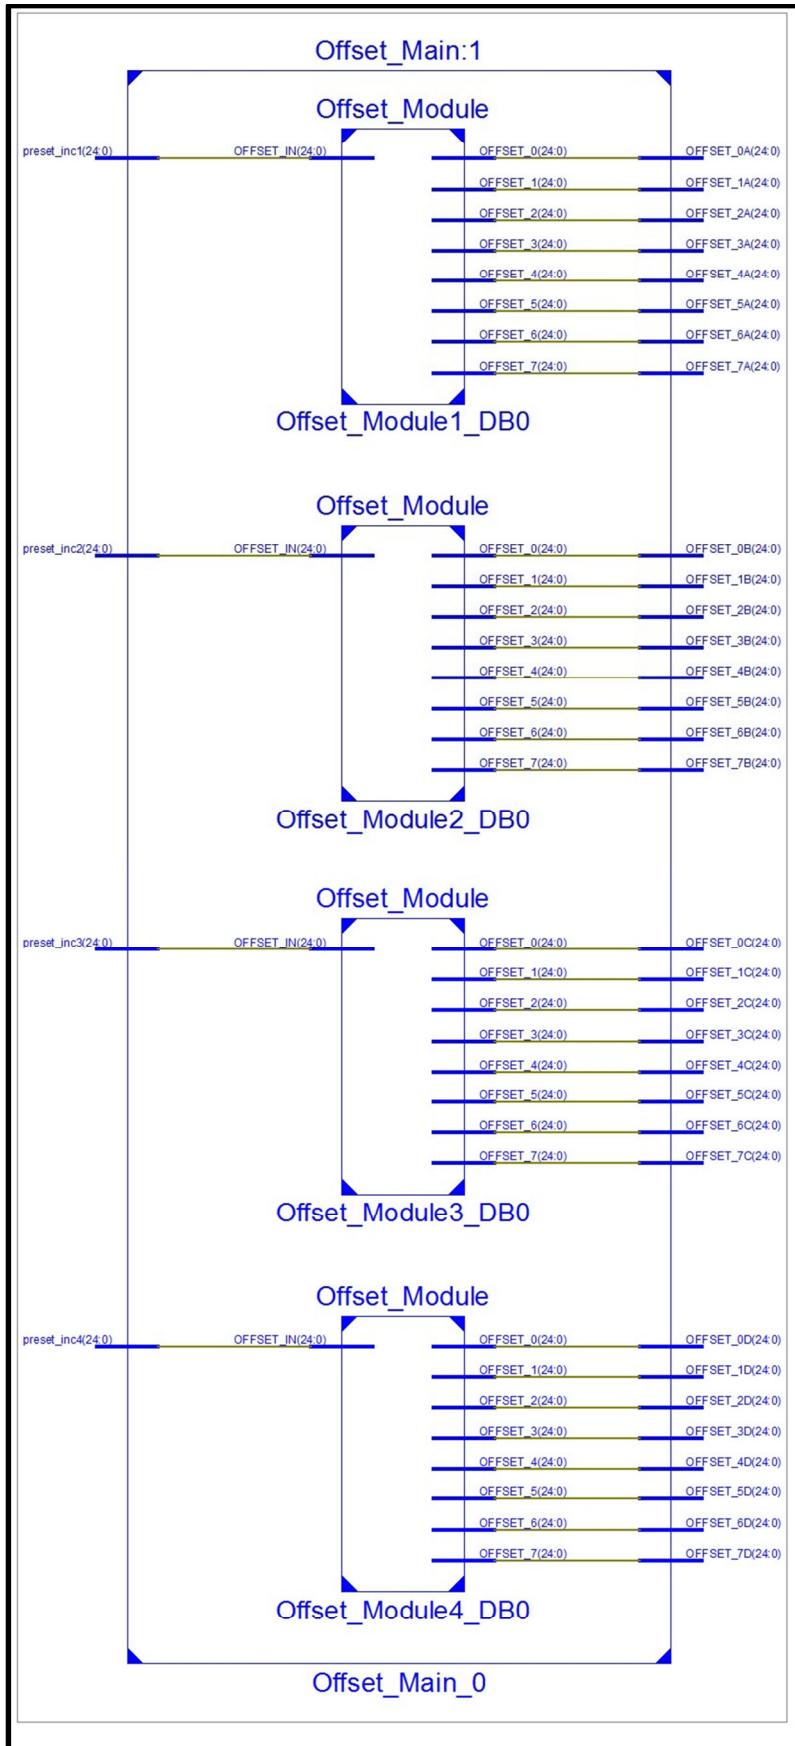 Offset_Main:1
Offset_Module
preset_inc1(24:0) OFFSET_IN(24:0) OFFSET_0(24:0) OFFSET_0A(24:0)
OFFSET_1(24:0) OFFSET_1A(24:0)
OFFSET_2(24:0) OFFSET_2A(24:0)
OFFSET_3(24:0) OFFSET_3A(24:0)
OFFSET_4(24:0) OFFSET_4A(24:0)
OFFSET_5(24:0) OFFSET_5A(24:0)
OFFSET_6(24:0) OFFSET_6A(24:0)
OFFSET_7(24:0) OFFSET_7A(24:0)
Offset_Module1_DB0
Offset_Module
preset_inc2(24:0) OFFSET_IN(24:0) OFFSET_0(24:0) OFFSET_0B(24:0)
OFFSET_1(24:0) OFFSET_1B(24:0)
OFFSET_2(24:0) OFFSET_2B(24:0)
OFFSET_3(24:0) OFFSET_3B(24:0)
OFFSET_4(24:0) OFFSET_4B(24:0)
OFFSET_5(24:0) OFFSET_5B(24:0)
OFFSET_6(24:0) OFFSET_6B(24:0)
OFFSET_7(24:0) OFFSET_7B(24:0)
Offset_Module2_DB0
Offset_Module
preset_inc3(24:0) OFFSET_IN(24:0) OFFSET_0(24:0) OFFSET_0C(24:0)
OFFSET_1(24:0) OFFSET_1C(24:0)
OFFSET_2(24:0) OFFSET_2C(24:0)
OFFSET_3(24:0) OFFSET_3C(24:0)
OFFSET_4(24:0) OFFSET_4C(24:0)
OFFSET_5(24:0) OFFSET_5C(24:0)
OFFSET_6(24:0) OFFSET_6C(24:0)
OFFSET_7(24:0) OFFSET_7C(24:0)
Offset_Module3_DB0
Offset_Module
preset_inc4(24:0) OFFSET_IN(24:0) OFFSET_0(24:0) OFFSET_0D(24:0)
OFFSET_1(24:0) OFFSET_1D(24:0)
OFFSET_2(24:0) OFFSET_2D(24:0)
OFFSET_3(24:0) OFFSET_3D(24:0)
OFFSET_4(24:0) OFFSET_4D(24:0)
OFFSET_5(24:0) OFFSET_5D(24:0)
OFFSET_6(24:0) OFFSET_6D(24:0)
OFFSET_7(24:0) OFFSET_7D(24:0)
Offset_Module4_DB0
Offset_Main_0